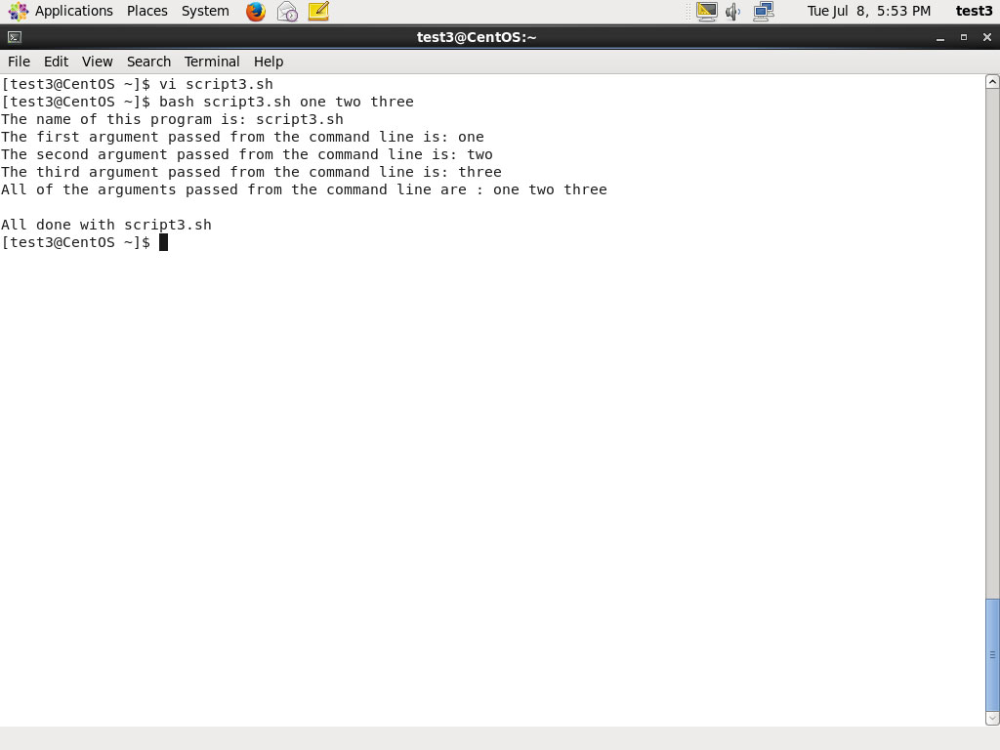 Applications Places System Tue Jul 8, 5:53 PM test3
test3@CentOS:~
File Edit View Search Terminal Help
[test3@CentOS ~]$ vi script3.sh
[test3@CentOS ~]$ bash script3.sh one two three
The name of this program is: script3.sh
The first argument passed from the command line is: one
The second argument passed from the command line is: two
The third argument passed from the command line is: three
All of the arguments passed from the command line are : one two three

All done with script3.sh
[test3@CentOS ~]$